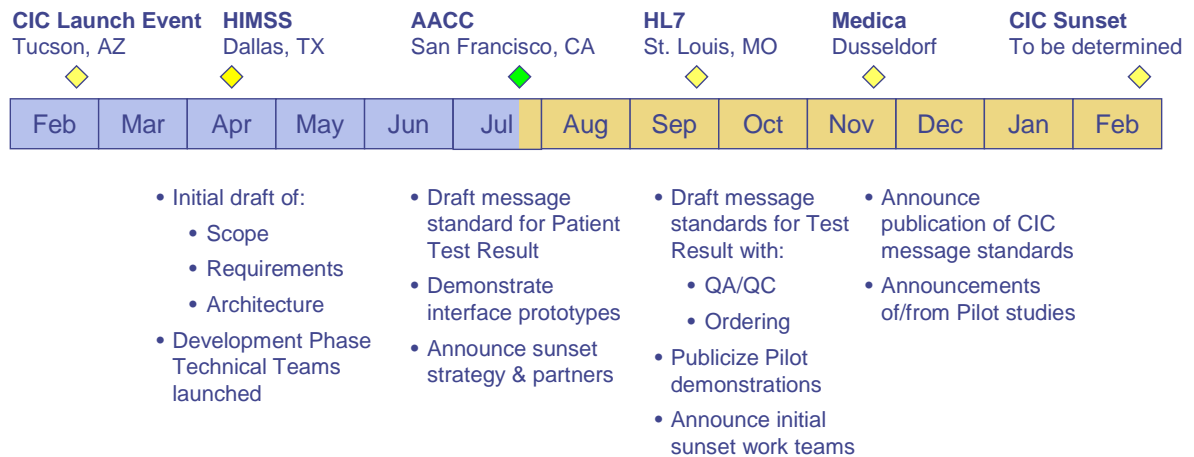 CIC Launch Event
Tucson, AZ
HIMSS
Dallas, TX
AACC
San Francisco, CA
HL7
St. Louis, MO
Medica
Dusseldorf
CIC Sunset
To be determined
Feb Mar Apr May Jun Jul Aug Sep Oct Nov Dec Jan Feb
• Initial draft of:
• Scope
• Requirements
• Architecture
• Development Phase
Technical Teams
launched
• Draft message
standard for Patient
Test Result
• Demonstrate
interface prototypes
• Announce sunset
strategy & partners
• Draft message
standards for Test
Result with:
• QA/QC
• Ordering
• Publicize Pilot
demonstrations
• Announce initial
sunset work teams
• Announce
publication of CIC
message standards
• Announcements
of/from Pilot studies